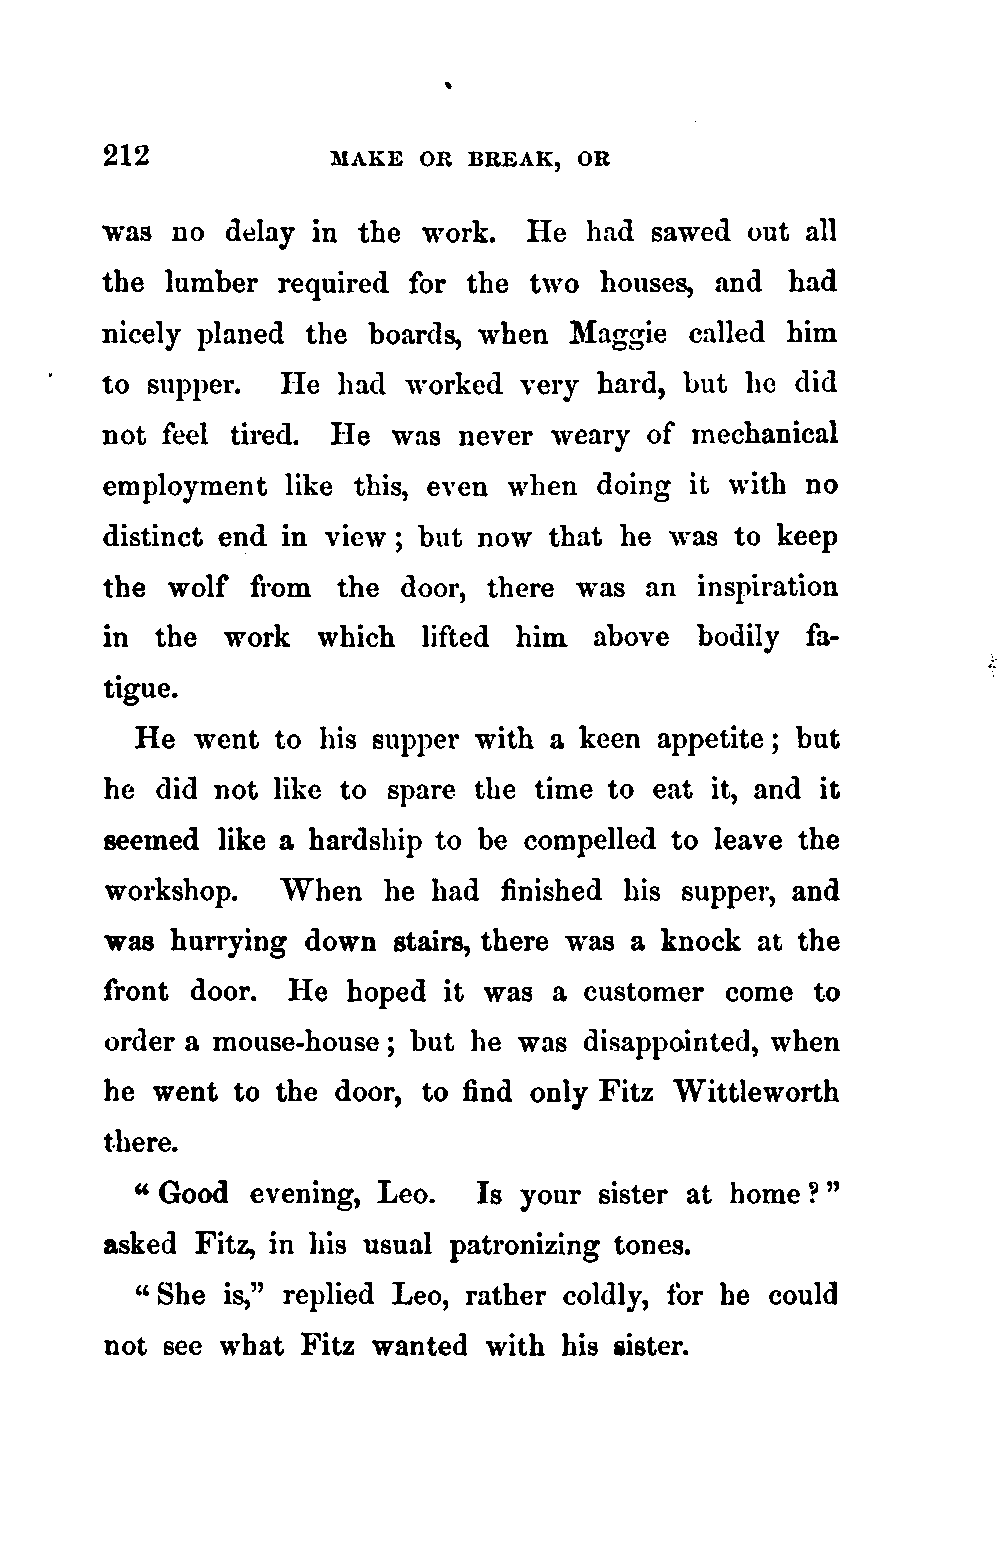 212 MAKE OR BREAK, OR
was no delay in the work. He had sawed out all
the lumber required for the two houses, and had
nicely planed the boards, when Maggie called him
to supper. He had worked very hard, but he did
not feel tired. He was never weary of mechanical
employment like this, even when doing it with no
distinct end in view; but now that he was to keep
the wolf from the door, there was an inspiration
in the work which lifted him above bodily fa-
tigue.
He went to his supper with a keen appetite; but
he did not like to spare the time to eat it, and it
seemed like a hardship to be compelled to leave the
workshop. When he had finished his supper, and
was hurrying down stairs, there was a knock at the
front door. He hoped it was a customer come to
order a mouse-house; but he was disappointed, when
he went to the door, to find only Fitz Wittleworth
there.
“Good evening, Leo. Is your sister at home?”
asked Fitz, in his usual patronizing tones.
“She is,” replied Leo, rather coldly, for he could
not see what Fitz wanted with his sister.